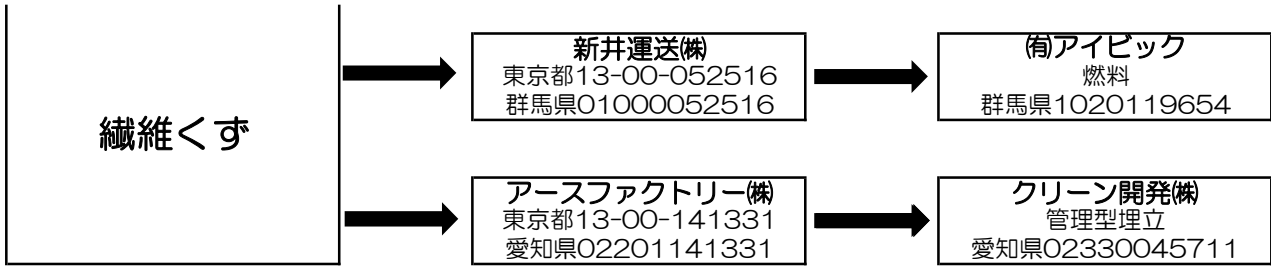 繊維くず
新井運送㈱
東京都13-00-052516
群馬県01000052516
㈲アイビック
燃料
群馬県1020119654
アースファクトリー㈱
東京都13-00-141331
愛知県02201141331
クリーン開発㈱
管理型埋立
愛知県02330045711